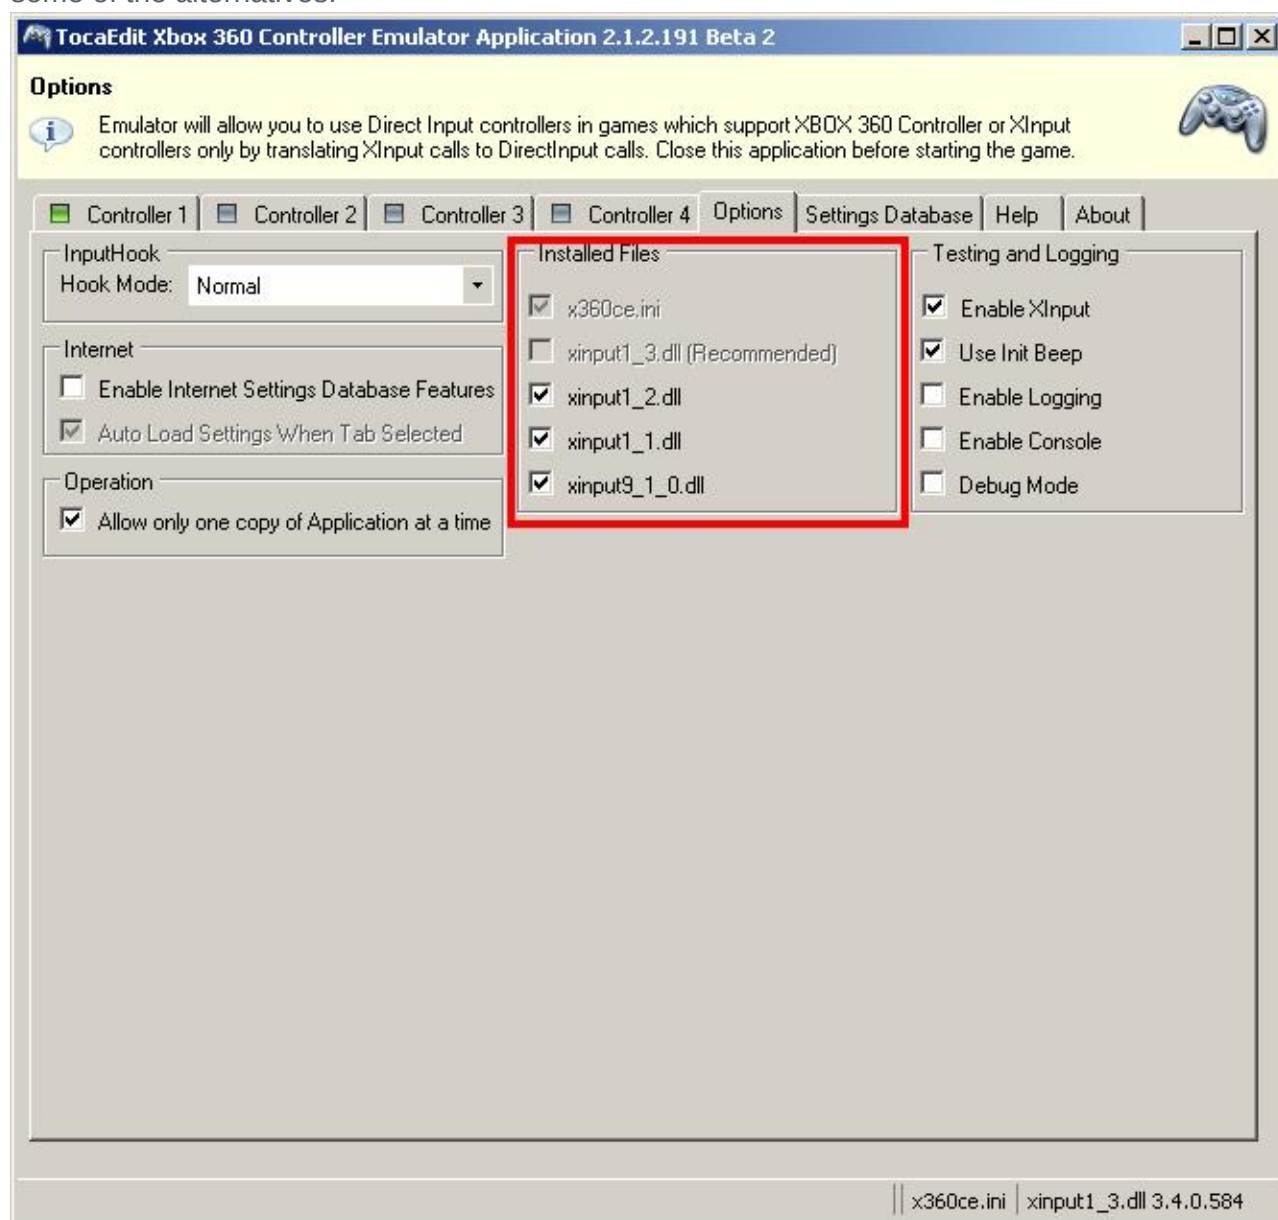 some of the alternatives.
TocaEdit Xbox 360 Controller Emulator Application 2.1.2.191 Beta 2
Options
Emulator will allow you to use Direct Input controllers in games which support XBOX 360 Controller or XInput
controllers only by translating XInput calls to DirectInput calls. Close this application before starting the game.
Controller 1 Controller 2 Controller 3 Controller 4 Options Settings Database Help About
InputHook
Hook Mode: Normal
Internet
Enable Internet Settings Database Features
Auto Load Settings When Tab Selected
Operation
Allow only one copy of Application at a time
Installed Files
x360ce.ini
xinput1_3.dll (Recommended)
xinput1_2.dll
xinput1_1.dll
xinput9_1_0.dll
Testing and Logging
Enable XInput
Use Init Beep
Enable Logging
Enable Console
Debug Mode
x360ce.ini xinput1_3.dll 3.4.0.584